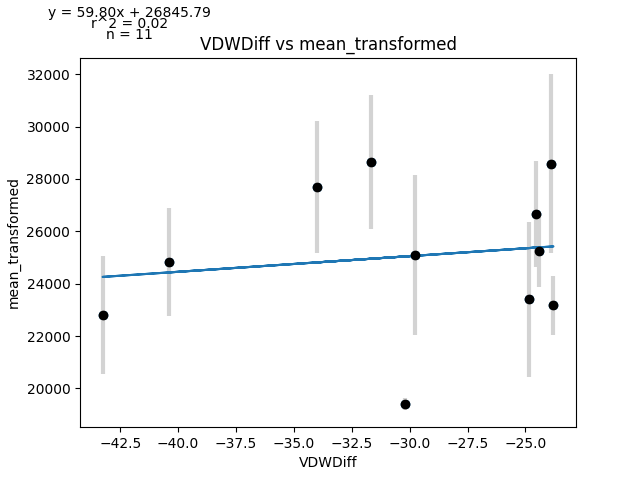 y = 59.80x + 26845.79
r^2 = 0.02
n = 11
VDWDiff vs mean_transformed
32000
30000
28000
26000
24000
22000
20000
mean_transformed
−42.5 −40.0 −37.5 −35.0 −32.5 −30.0 −27.5 −25.0
VDWDiff